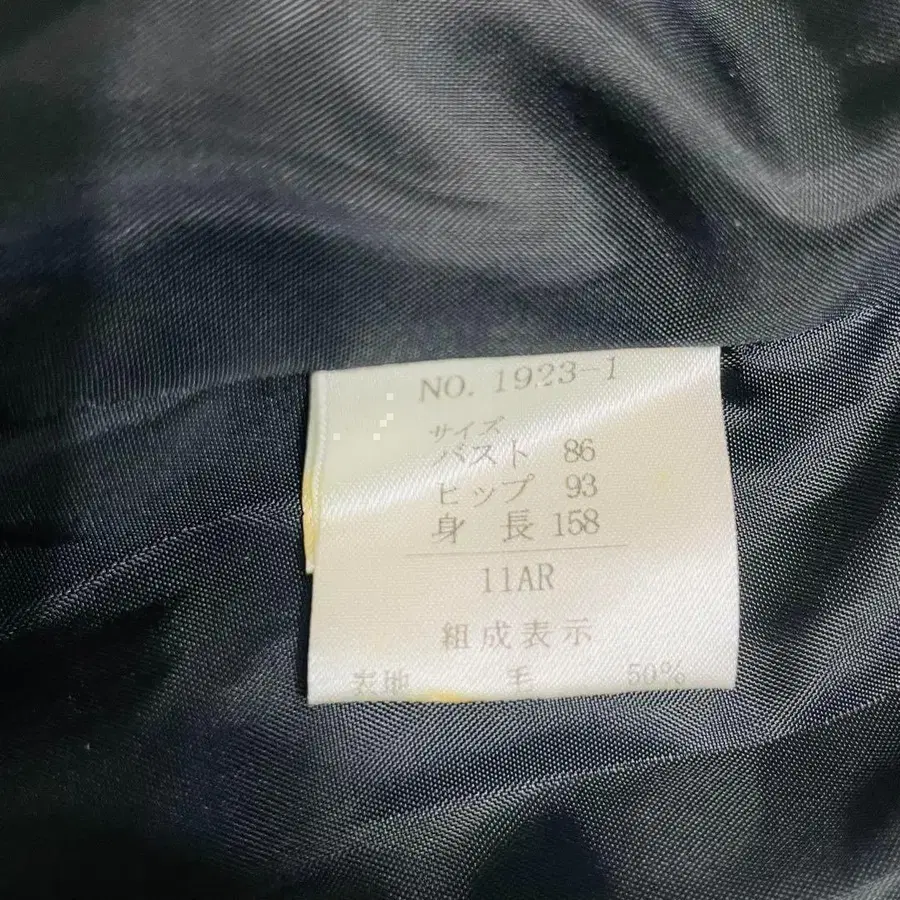 NO. 1923-1
サイズ
バスト 86
ヒップ 93
身 長 158
11AR
組成表示
表地 毛 50%